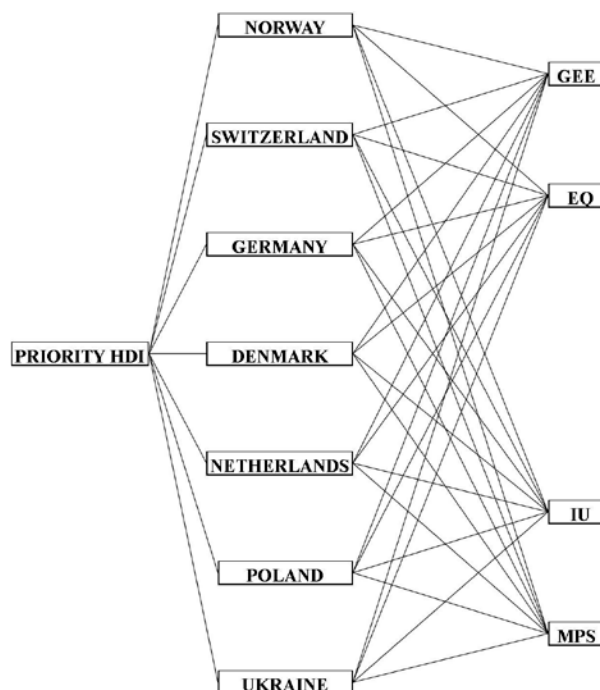 NORWAY
GEE
SWITZERLAND
EQ
GERMANY
PRIORITY HDI
DENMARK
NETHERLANDS
IU
POLAND
MPS
UKRAINE